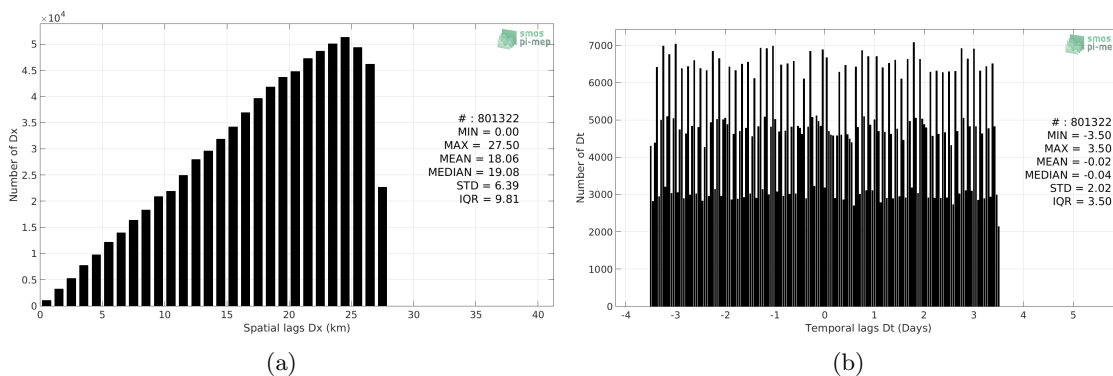 ×10⁴
5
4.5
4
3.5
3
2.5
2
1.5
1
0.5
0
Number of Dx
0 5 10 15 20 25 30 35 40
Spatial lags Dx (km)
smos
pi-mep
# : 801322
MIN = 0.00
MAX = 27.50
MEAN = 18.06
MEDIAN = 19.08
STD = 6.39
IQR = 9.81
(a)
7000
6000
5000
4000
3000
2000
1000
0
Number of Dt
-4 -3 -2 -1 0 1 2 3 4 5
Temporal lags Dt (Days)
smos
pi-mep
# : 801322
MIN = -3.50
MAX = 3.50
MEAN = -0.02
MEDIAN = -0.04
STD = 2.02
IQR = 3.50
(b)